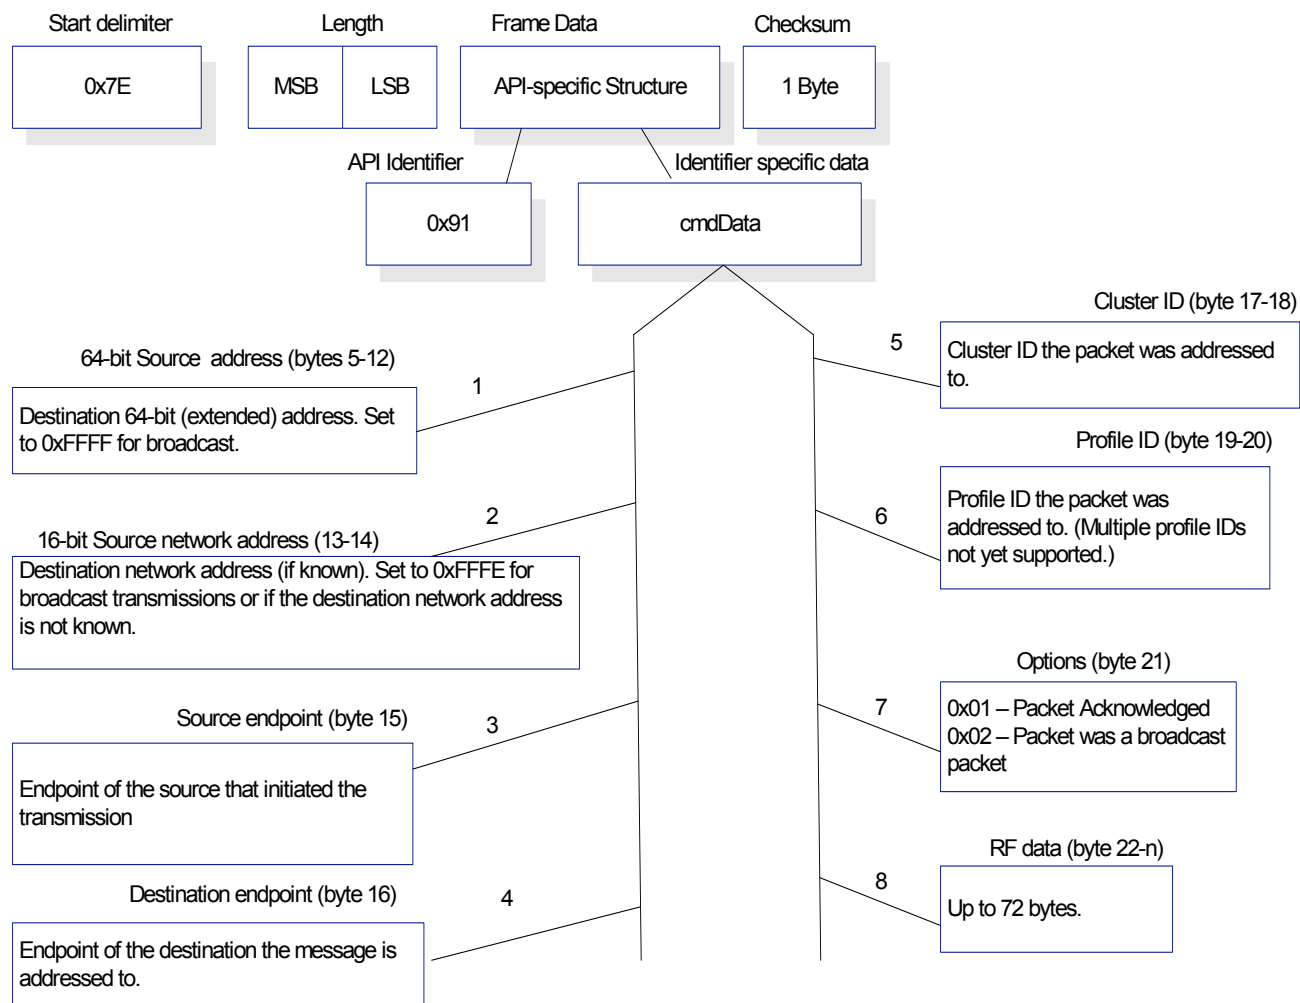 Start delimiter
Length
Frame Data
Checksum
0x7E
MSB
LSB
API-specific Structure
1 Byte
API Identifier
Identifier specific data
0x91
cmdData
64-bit Source address (bytes 5-12)
1
Destination 64-bit (extended) address. Set
to 0xFFFF for broadcast.
2
16-bit Source network address (13-14)
Destination network address (if known). Set to 0xFFFE for
broadcast transmissions or if the destination network address
is not known.
Source endpoint (byte 15)
3
Endpoint of the source that initiated the
transmission
Destination endpoint (byte 16)
4
Endpoint of the destination the message is
addressed to.
Cluster ID (byte 17-18)
5
Cluster ID the packet was addressed
to.
Profile ID (byte 19-20)
6
Profile ID the packet was
addressed to. (Multiple profile IDs
not yet supported.)
Options (byte 21)
7
0x01 – Packet Acknowledged
0x02 – Packet was a broadcast
packet
RF data (byte 22-n)
8
Up to 72 bytes.